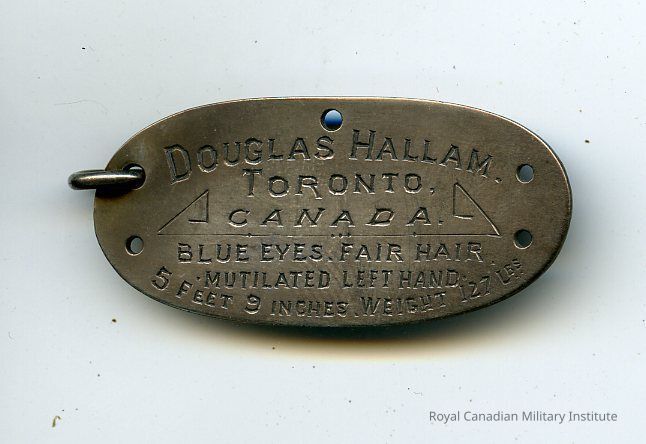 DOUGLAS HALLAM.
TORONTO.
CANADA.
BLUE EYES. FAIR HAIR.
·MUTILATED LEFT HAND.
5 FEET 9 INCHES. WEIGHT 127 LBS
Royal Canadian Military Institute